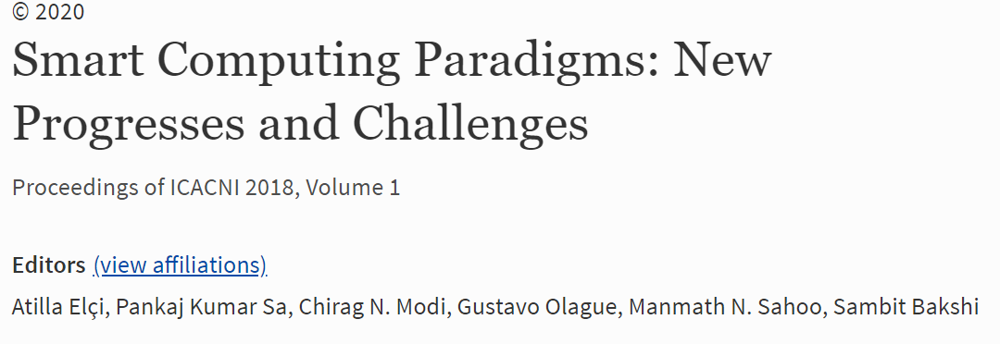 © 2020
Smart Computing Paradigms: New
Progresses and Challenges
Proceedings of ICACNI 2018, Volume 1
Editors (view affiliations)
Atilla Elçi, Pankaj Kumar Sa, Chirag N. Modi, Gustavo Olague, Manmath N. Sahoo, Sambit Bakshi